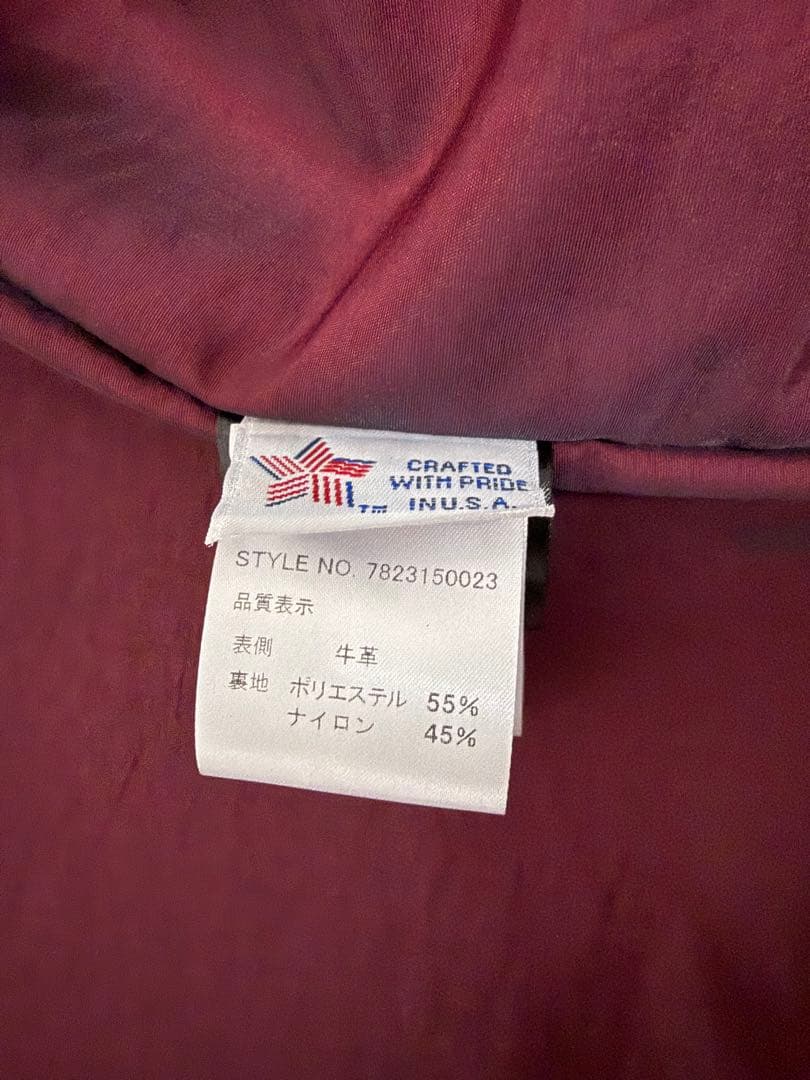 CRAFTED
WITH PRIDE
IN U.S.A.
STYLE NO. 7823150023
品質表示
表側 牛革
裏地 ポリエステル 55%
ナイロン 45%